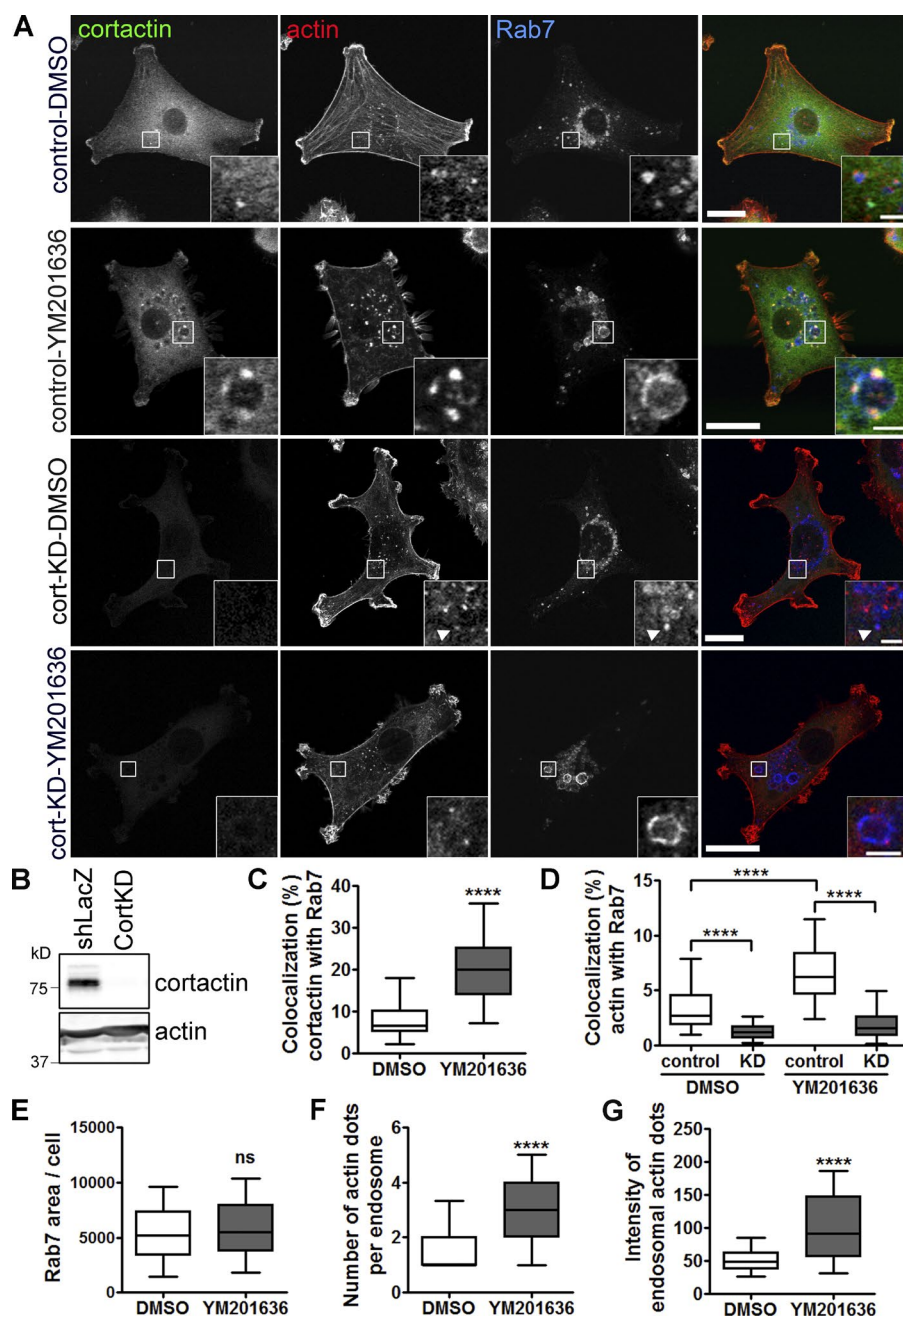 A
cortactin
actin
Rab7
control-DMSO
control-YM201636
cort-KD-DMSO
cort-KD-YM201636
B
shLacZ
CortKD
kD
75
37
cortactin
actin
C
Colocalization (%)
cortactin with Rab7
40
30
20
10
0
****
DMSO
YM201636
D
Colocalization (%)
actin with Rab7
15
10
5
0
****
****
****
control
KD
control
KD
DMSO
YM201636
E
Rab7 area / cell
15000
10000
5000
0
ns
DMSO
YM201636
F
Number of actin dots
per endosome
6
4
2
0
****
DMSO
YM201636
G
Intensity of
endosomal actin dots
250
200
150
100
50
0
****
DMSO
YM201636